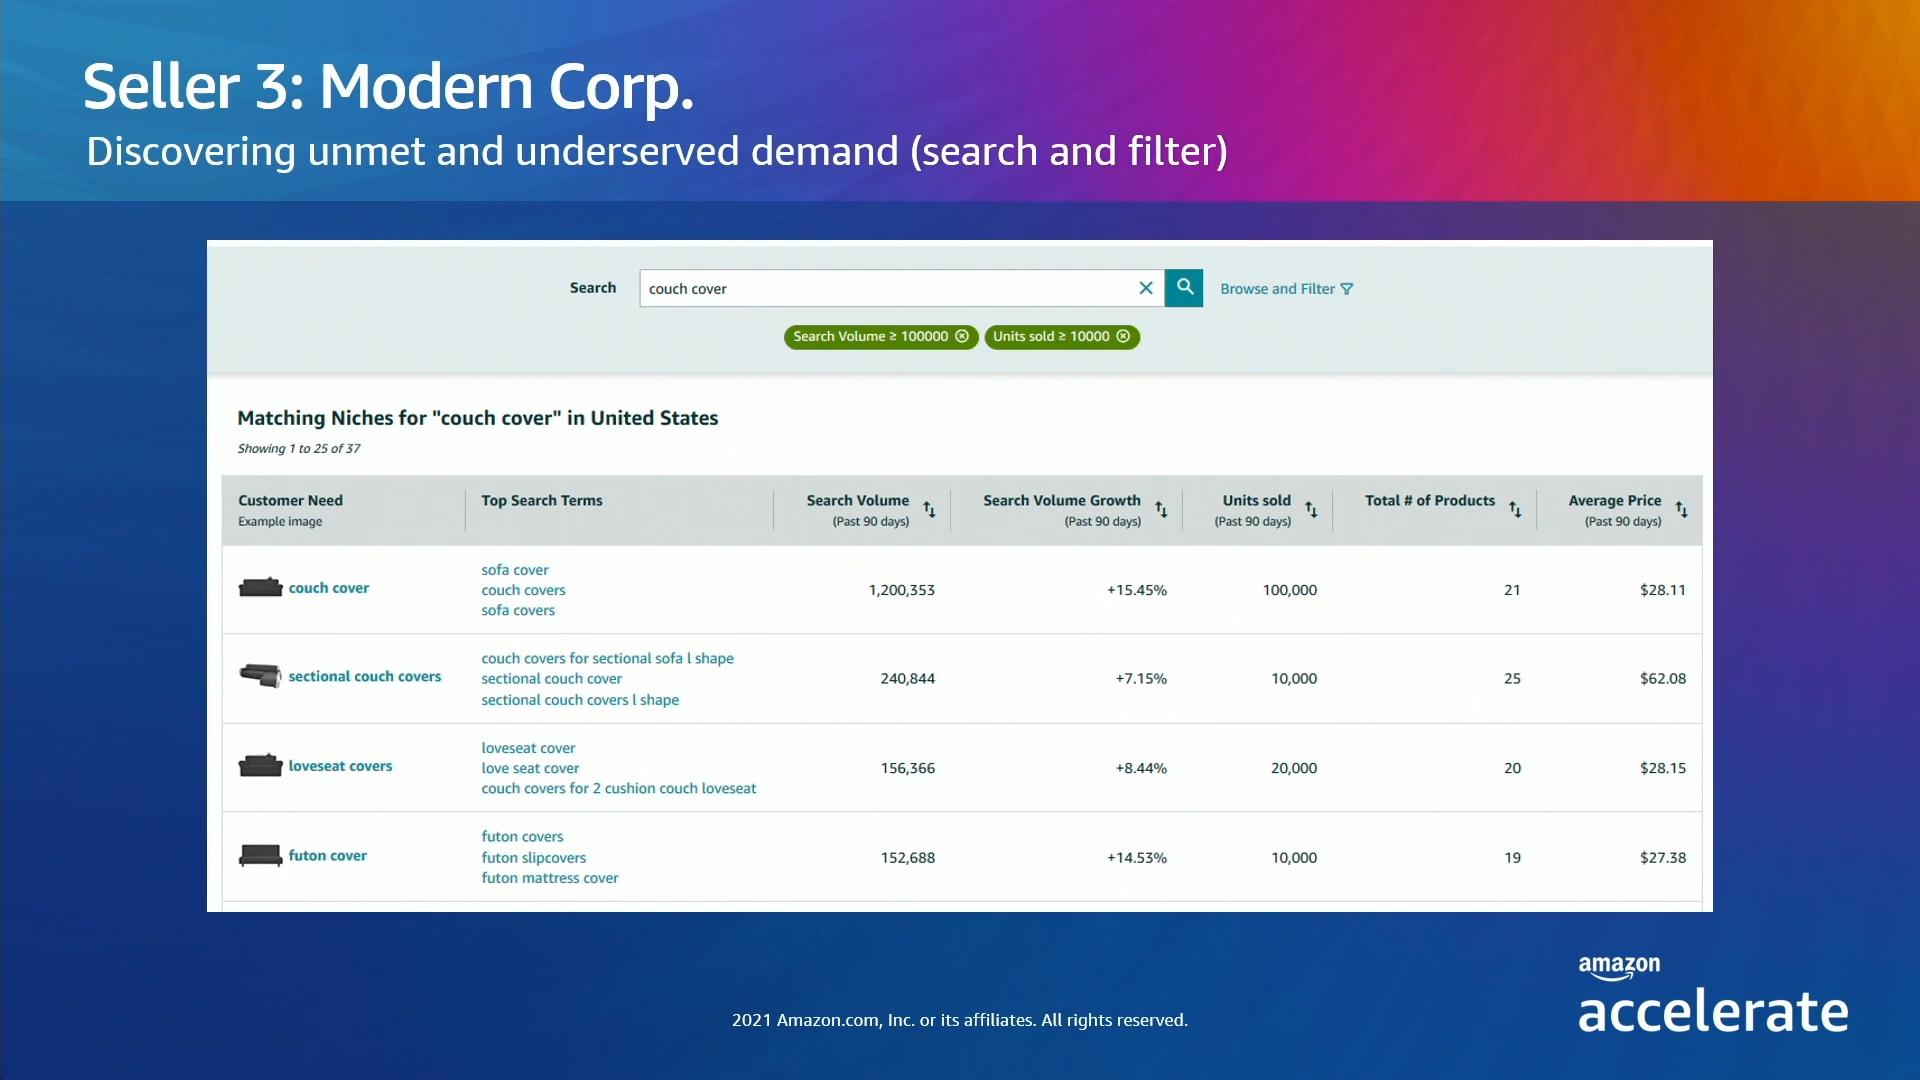 Seller 3: Modern Corp.
Discovering unmet and underserved demand (search and filter)
Search
couch cover
Browse and Filter
Search Volume ≥ 100000
Units sold ≥ 10000
Matching Niches for "couch cover" in United States
Showing 1 to 25 of 37
Customer Need
Example image
Top Search Terms
Search Volume
(Past 90 days)
Search Volume Growth
(Past 90 days)
Units sold
(Past 90 days)
Total # of Products
Average Price
(Past 90 days)
couch cover
sofa cover
couch covers
sofa covers
1,200,353
+15.45%
100,000
21
$28.11
sectional couch covers
couch covers for sectional sofa l shape
sectional couch cover
sectional couch covers l shape
240,844
+7.15%
10,000
25
$62.08
loveseat covers
loveseat cover
love seat cover
couch covers for 2 cushion couch loveseat
156,366
+8.44%
20,000
20
$28.15
futon cover
futon covers
futon slipcovers
futon mattress cover
152,688
+14.53%
10,000
19
$27.38
amazon
accelerate
2021 Amazon.com, Inc. or its affiliates. All rights reserved.